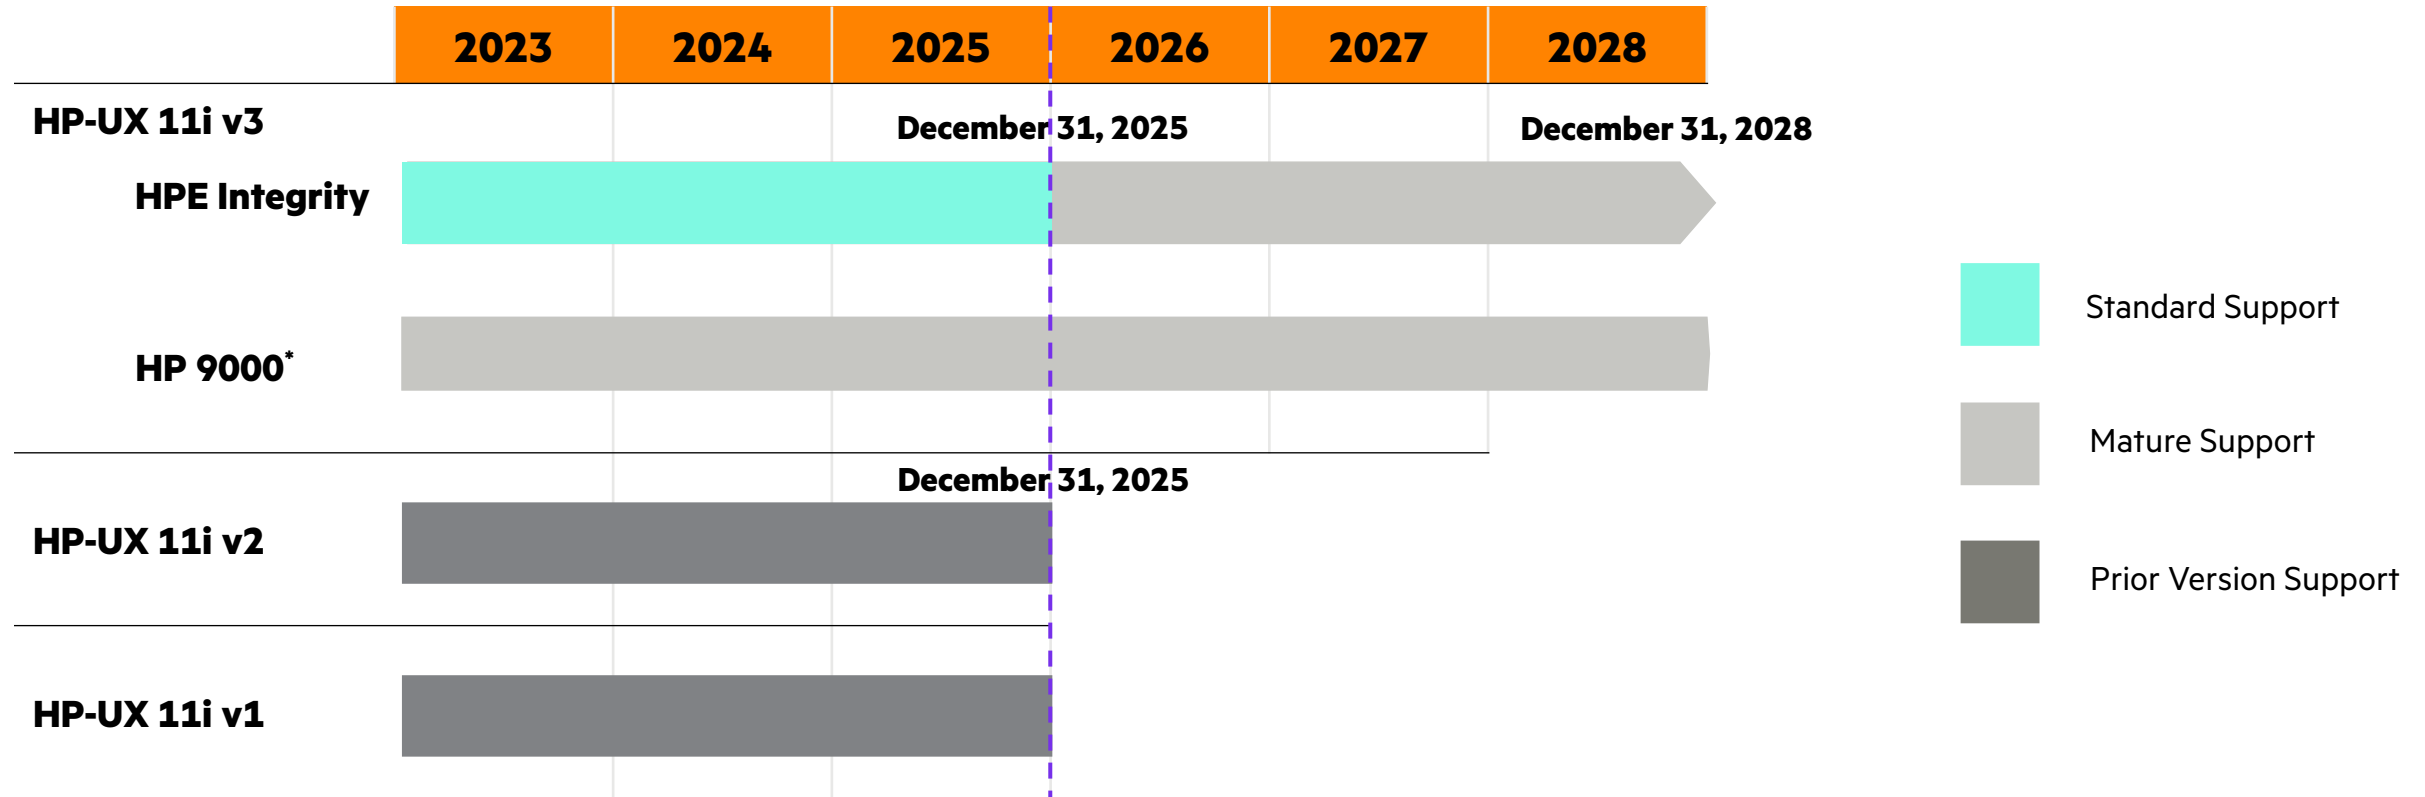 2023 2024 2025 2026 2027 2028
HP-UX 11i v3
December 31, 2025
December 31, 2028
HPE Integrity
HP 9000*
December 31, 2025
HP-UX 11i v2
HP-UX 11i v1
Standard Support
Mature Support
Prior Version Support